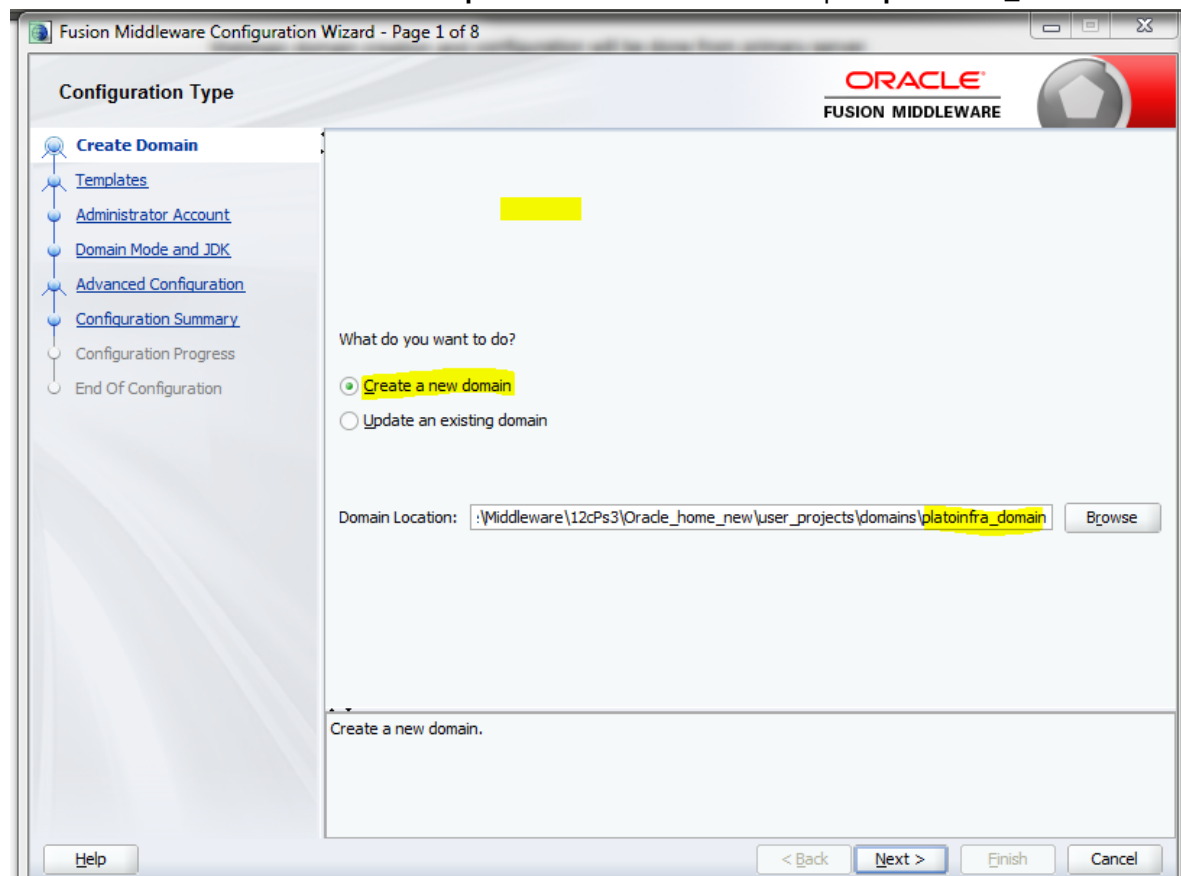 Fusion Middleware Configuration Wizard - Page 1 of 8
Configuration Type
ORACLE
FUSION MIDDLEWARE
Create Domain
Templates
Administrator Account
Domain Mode and JDK
Advanced Configuration
Configuration Summary
Configuration Progress
End Of Configuration
What do you want to do?
Create a new domain
Update an existing domain
Domain Location: :\Middleware\12cPs3\Oracle_home_new\user_projects\domains\platoinfra_domain Browse
Create a new domain.
Help < Back Next > Finish Cancel